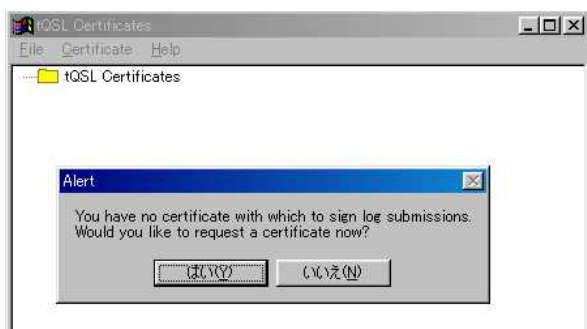 tQSL Certificates
File Certificate Help
tQSL Certificates
Alert
You have no certificate with which to sign log submissions.
Would you like to request a certificate now?
はい(Y) いいえ(N)